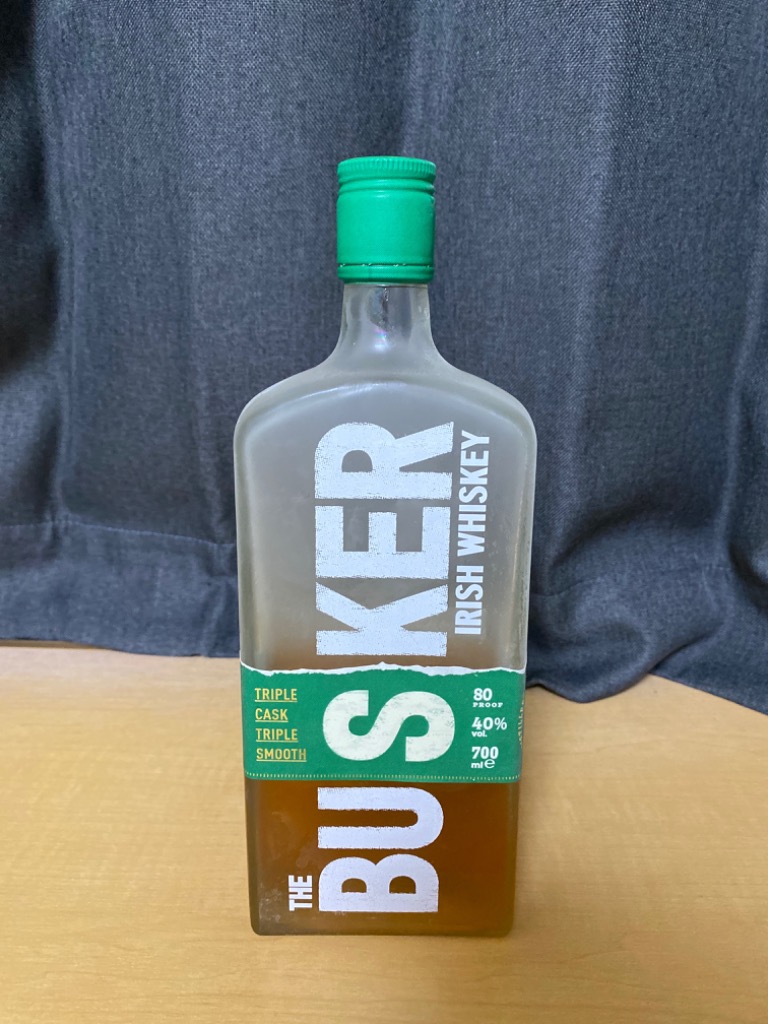 THE
BUSKER
IRISH WHISKEY
TRIPLE
CASK
TRIPLE
SMOOTH
80
PROOF
40%
vol.
700
ml e